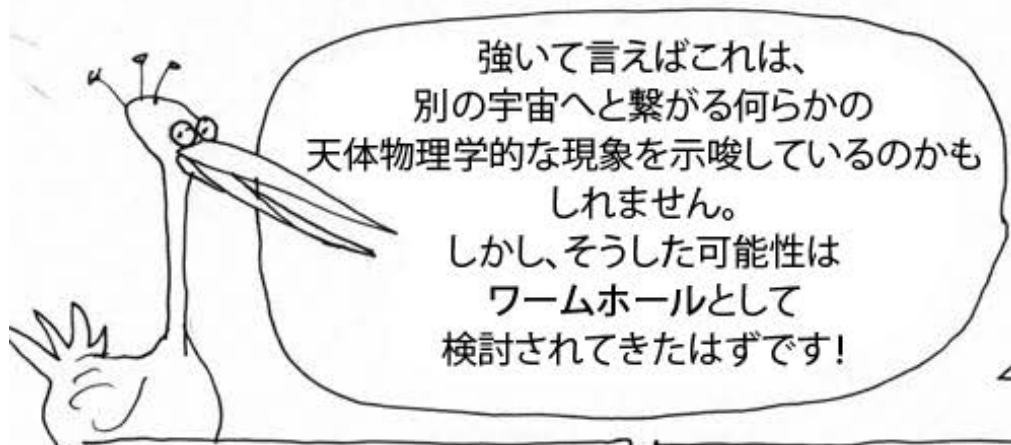 強いて言えばこれは、
別の宇宙へと繋がる何らかの
天体物理学的な現象を示唆しているのかも
しれません。
しかし、そうした可能性は
ワームホールとして
検討されてきたはずです!